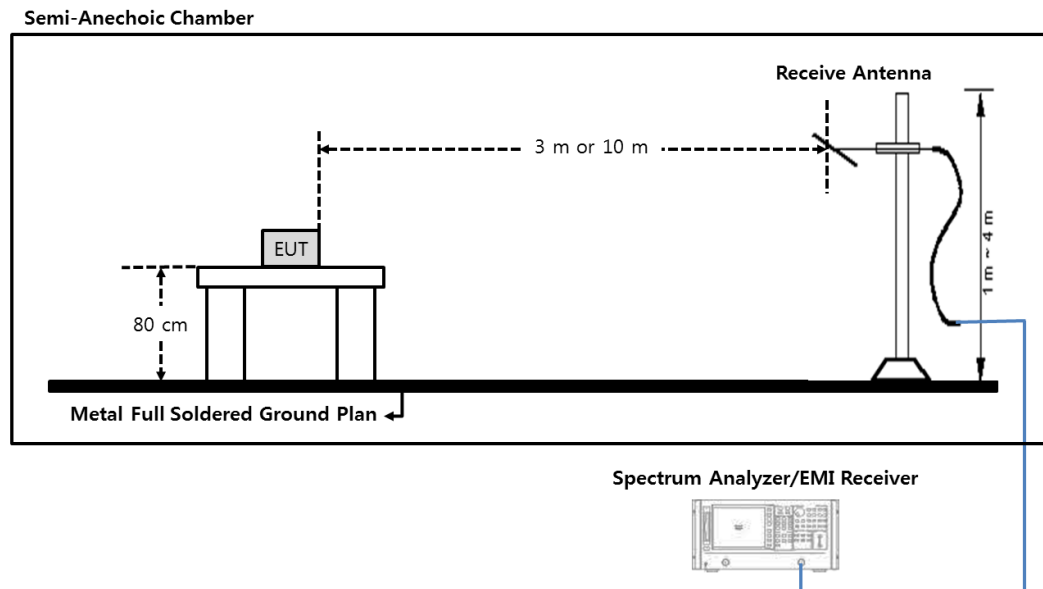 Semi-Anechoic Chamber
Receive Antenna
3 m or 10 m
EUT
1 m ~ 4 m
80 cm
Metal Full Soldered Ground Plan
Spectrum Analyzer/EMI Receiver